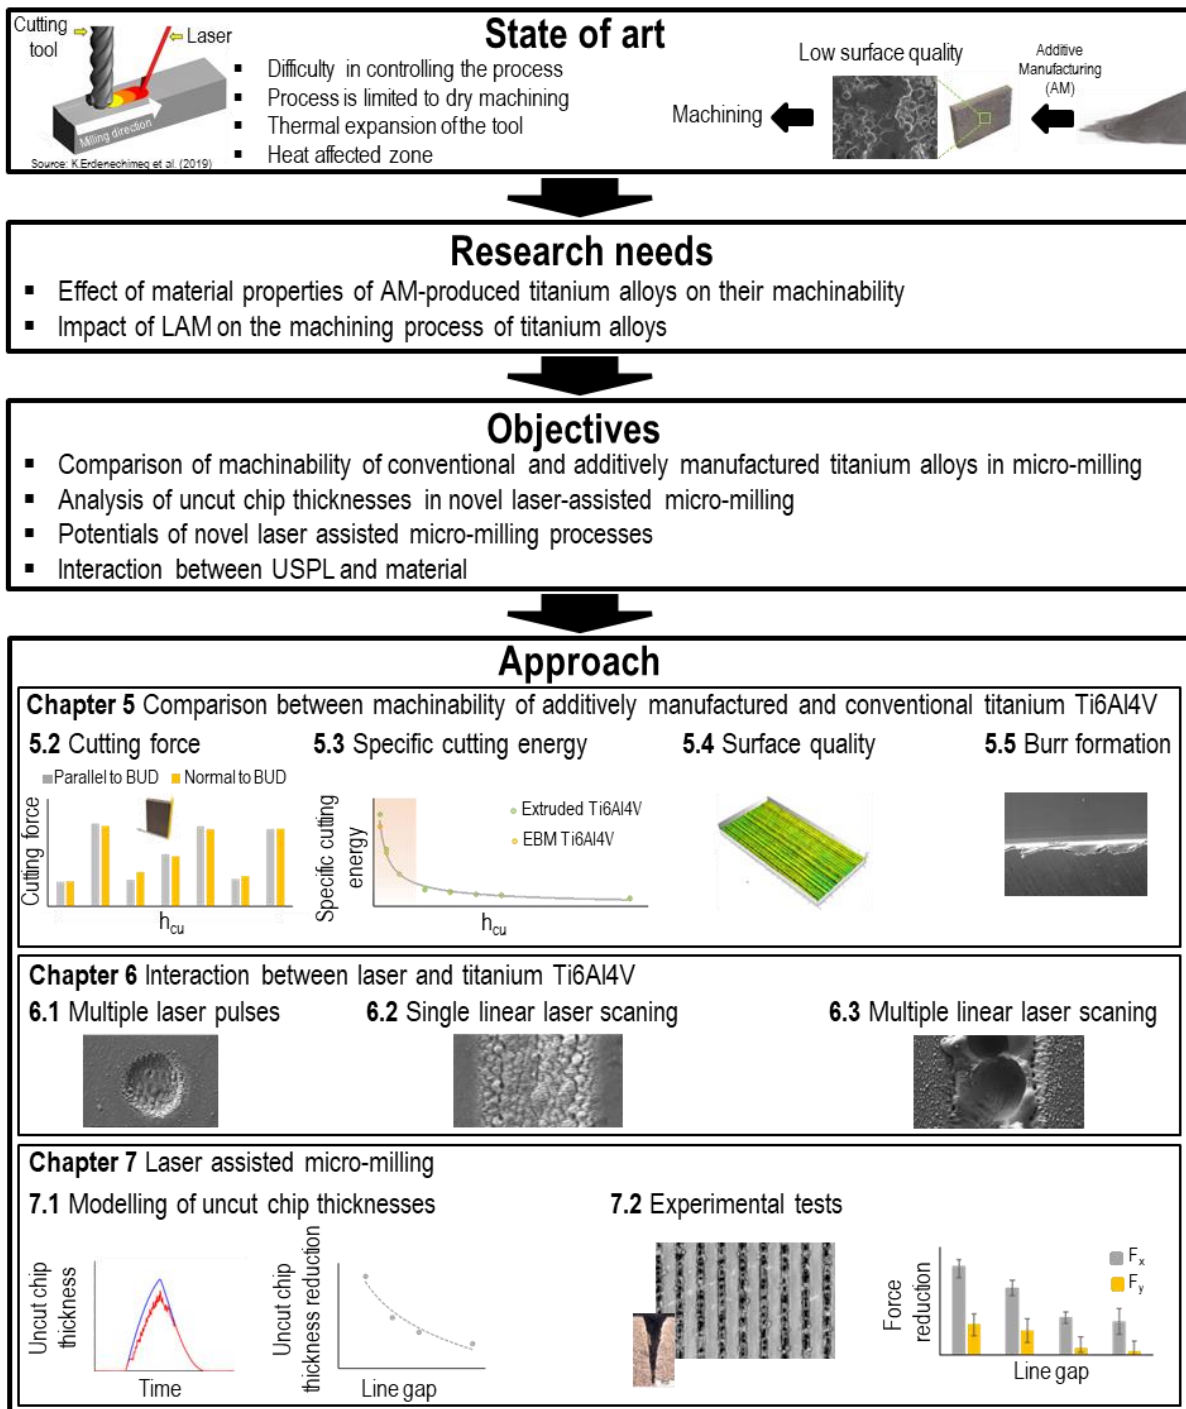 State of art
Cutting
tool
Laser
Milling direction
Source: K.Erdenechimeg et al. (2019)
▪ Difficulty in controlling the process
▪ Process is limited to dry machining
▪ Thermal expansion of the tool
▪ Heat affected zone
Machining
Low surface quality
Additive
Manufacturing
(AM)
Research needs
▪ Effect of material properties of AM-produced titanium alloys on their machinability
▪ Impact of LAM on the machining process of titanium alloys
Objectives
▪ Comparison of machinability of conventional and additively manufactured titanium alloys in micro-milling
▪ Analysis of uncut chip thicknesses in novel laser-assisted micro-milling
▪ Potentials of novel laser assisted micro-milling processes
▪ Interaction between USPL and material
Approach
Chapter 5 Comparison between machinability of additively manufactured and conventional titanium Ti6Al4V
5.2 Cutting force
Parallel to BUD Normal to BUD
Cutting force
h_cu
5.3 Specific cutting energy
Specific cutting
energy
Extruded Ti6Al4V
EBM Ti6Al4V
h_cu
5.4 Surface quality
5.5 Burr formation
Chapter 6 Interaction between laser and titanium Ti6Al4V
6.1 Multiple laser pulses
6.2 Single linear laser scaning
6.3 Multiple linear laser scaning
Chapter 7 Laser assisted micro-milling
7.1 Modelling of uncut chip thicknesses
Uncut chip
thickness
Time
Uncut chip
thickness reduction
Line gap
7.2 Experimental tests
Force
reduction
F_x
F_y
Line gap